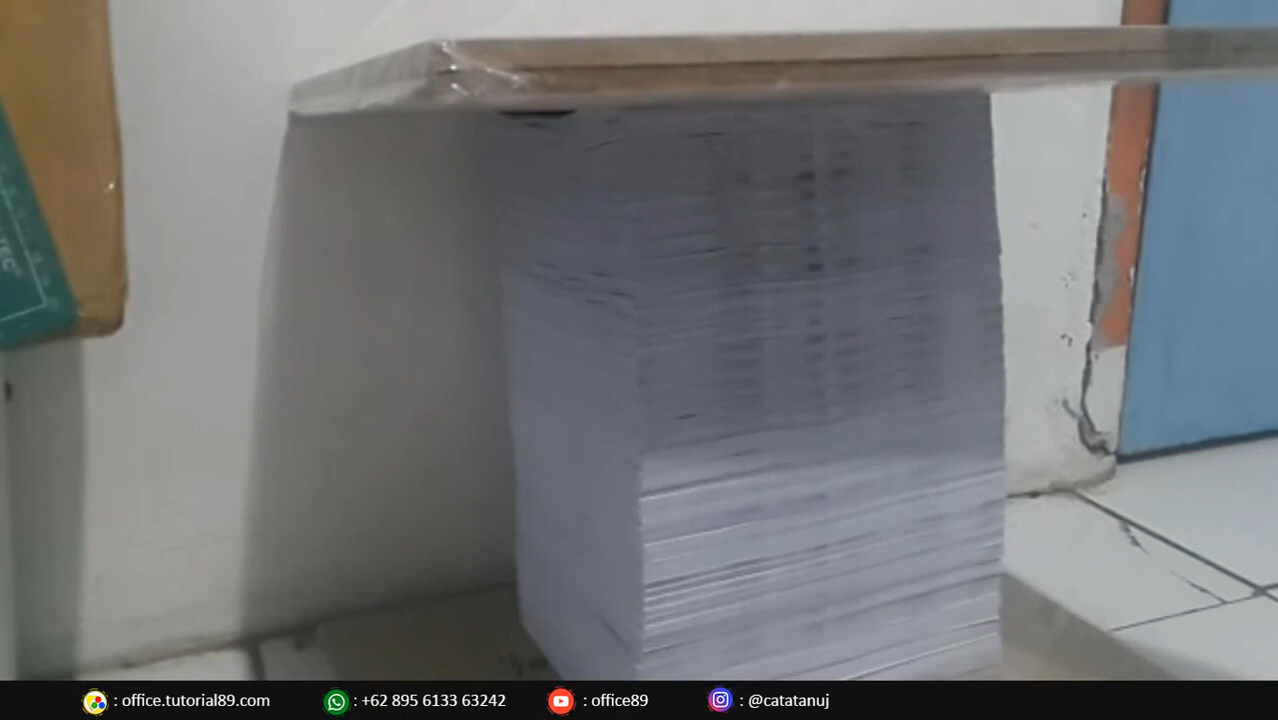 : office.tutorial89.com : +62 895 6133 63242 : office89 : @catatanuj